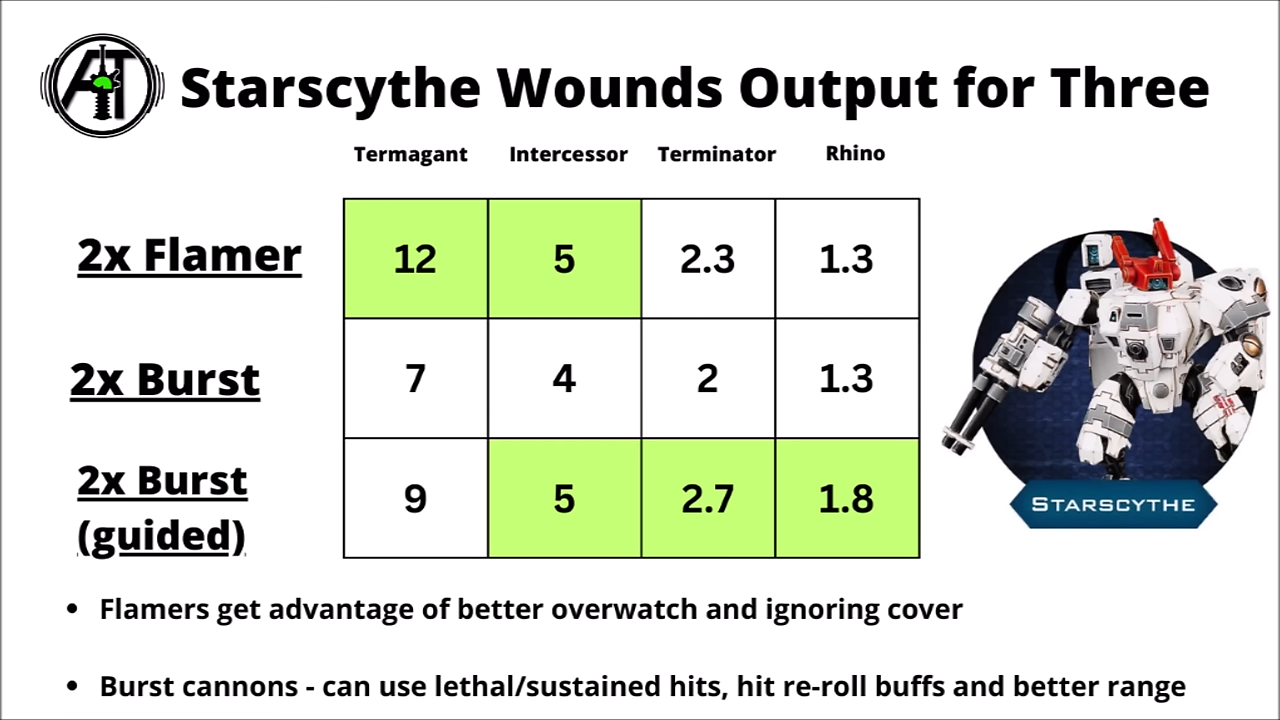 AT
Starscythe Wounds Output for Three
Termagant Intercessor Terminator Rhino
2x Flamer 12 5 2.3 1.3
2x Burst 7 4 2 1.3
2x Burst
(guided) 9 5 2.7 1.8
STARSCYTHE
• Flamers get advantage of better overwatch and ignoring cover
• Burst cannons - can use lethal/sustained hits, hit re-roll buffs and better range